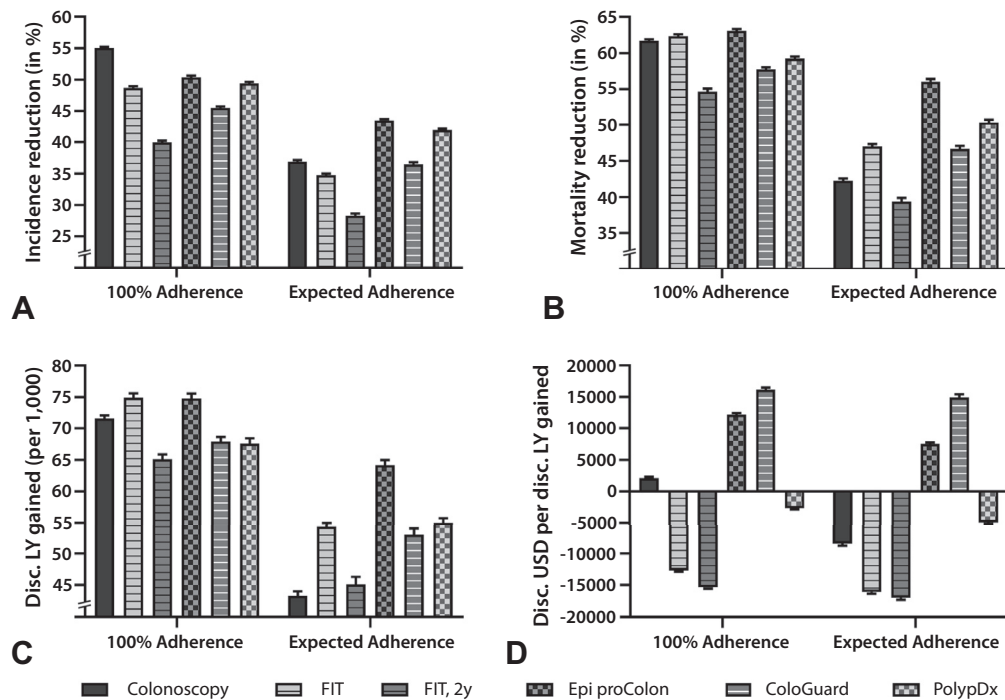 Incidence reduction (in %)
60
55
50
45
40
35
30
25
100% Adherence
Expected Adherence
A
Mortality reduction (in %)
65
60
55
50
45
40
35
100% Adherence
Expected Adherence
B
Disc. LY gained (per 1,000)
80
75
70
65
60
55
50
45
100% Adherence
Expected Adherence
C
Disc. USD per disc. LY gained
20000
15000
10000
5000
0
-5000
-10000
-15000
-20000
100% Adherence
Expected Adherence
D
Colonoscopy
FIT
FIT, 2y
Epi proColon
ColoGuard
PolypDx